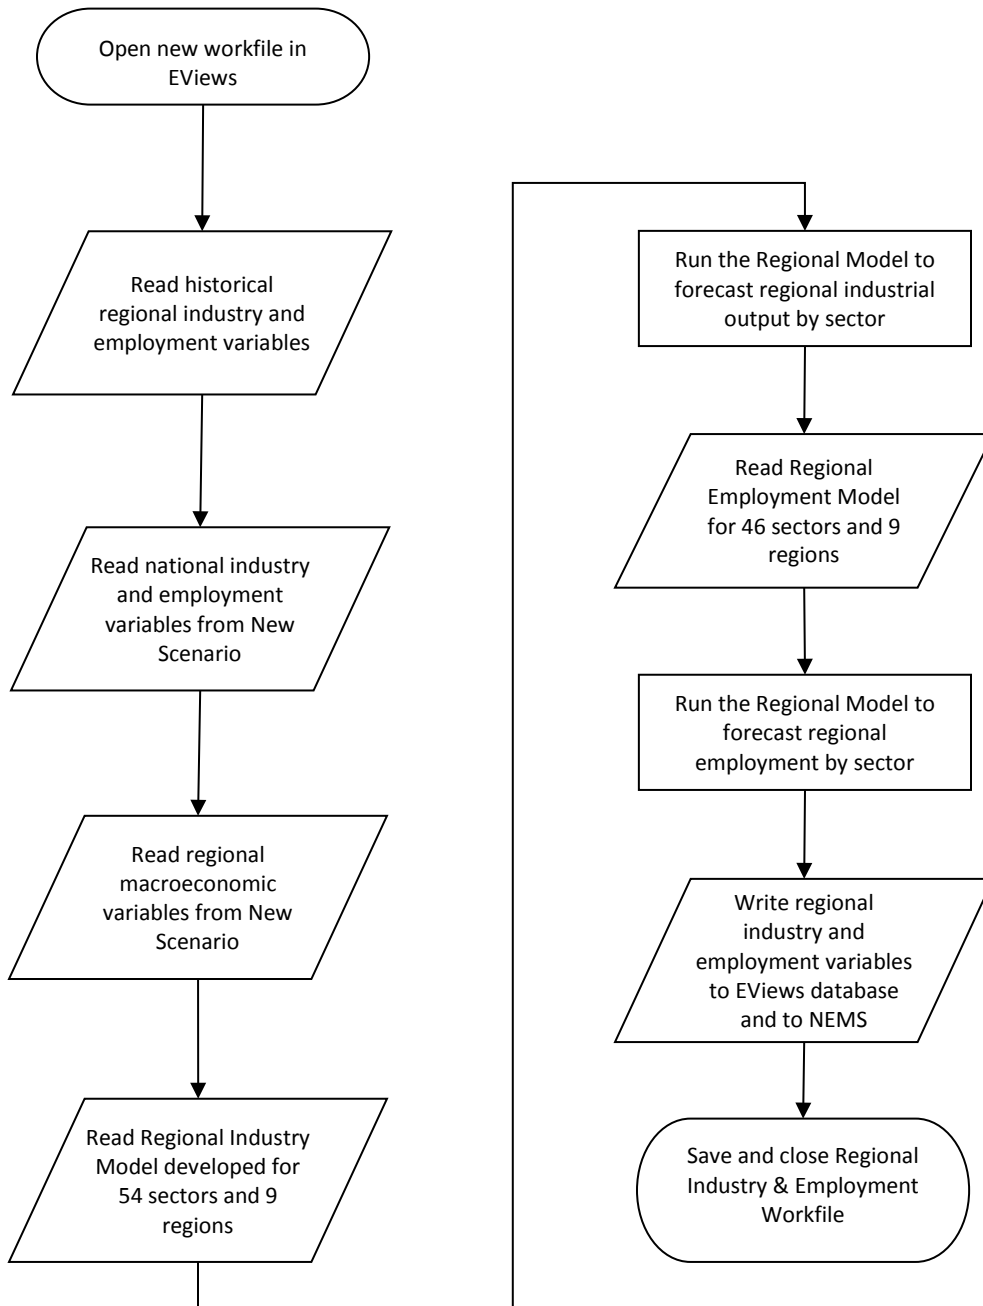 Open new workfile in
EViews
Read historical
regional industry and
employment variables
Read national industry
and employment
variables from New
Scenario
Read regional
macroeconomic
variables from New
Scenario
Read Regional Industry
Model developed for
54 sectors and 9
regions
Run the Regional Model to
forecast regional industrial
output by sector
Read Regional
Employment Model
for 46 sectors and 9
regions
Run the Regional Model to
forecast regional
employment by sector
Write regional
industry and
employment variables
to EViews database
and to NEMS
Save and close Regional
Industry & Employment
Workfile